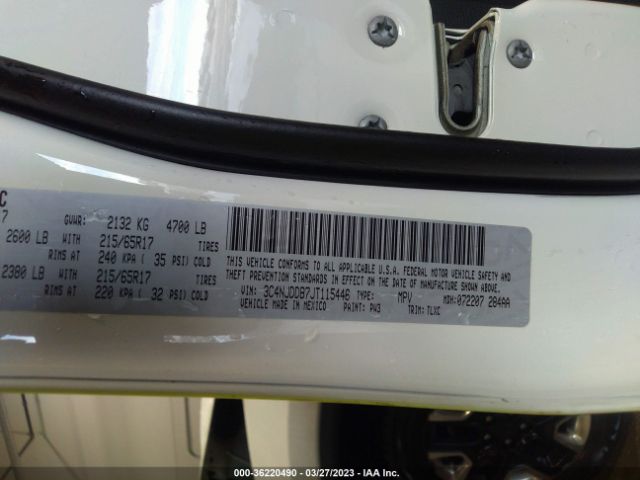 C
7 GVWR: 2132 KG 4700 LB
2600 LB WITH 215/65R17 TIRES
RIMS AT 240 KPA ( 35 PSI) COLD
2380 LB WITH 215/65R17 TIRES
RIMS AT 220 KPA ( 32 PSI) COLD
THIS VEHICLE CONFORMS TO ALL APPLICABLE U.S.A. FEDERAL MOTOR VEHICLE SAFETY AND
THEFT PREVENTION STANDARDS IN EFFECT ON THE DATE OF MANUFACTURE SHOWN ABOVE.
VIN: 3C4NJDDB7JT115446 TYPE: MPV MDH: 072207 284AA
VEHICLE MADE IN MEXICO PAINT: PW3 TRIM: TLXC
000-36220490 - 03/27/2023 - IAA Inc.